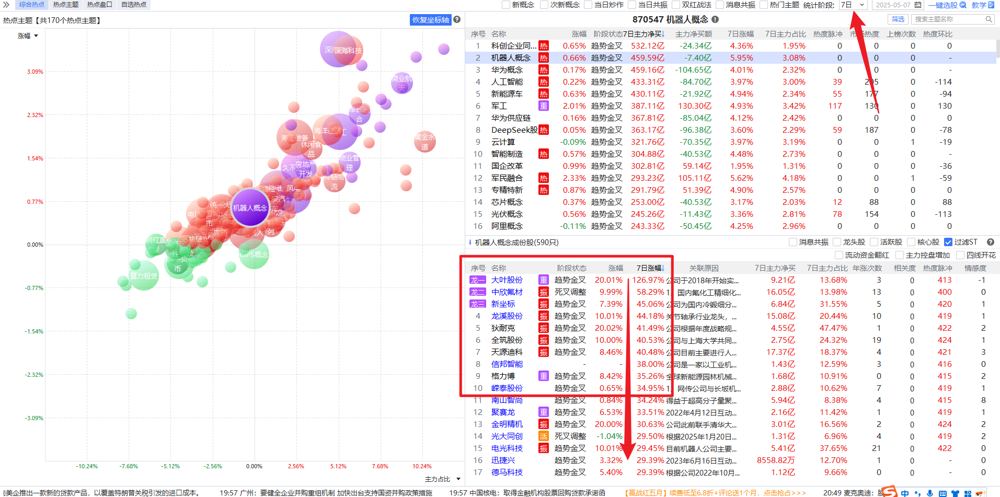 综合热点 热点主题 热点盘口 自选热点 新概念 次新概念 当日炒作 当日共振 双红战法 消息共振 热门主题 统计阶段: 7日 2025-05-07 一键选股 教学
热点主题【共170个热点主题】 恢复坐标轴
870547 机器人概念 筛选 搜索主题名称
涨幅
序号 名称 涨幅 阶段状态 7日主力净买↓ 主力净买额 7日涨幅 7日主力占比 热度脉冲 热度 上榜次数 热度环比
1 科创企业同... 热 0.65% 趋势金叉 532.12亿 -24.34亿 4.36% 1.95% 0 0 0 0
2 机器人概念 热 0.66% 趋势金叉 459.59亿 -7.40亿 5.95% 3.08% 0 0 0 -
3 华为概念 热 0.17% 趋势金叉 459.16亿 -104.65亿 4.01% 2.32% 0 0 0 -
4 人工智能 热 0.22% 趋势金叉 433.31亿 -84.70亿 3.97% 3.00% 39 0 -114
5 新能源车 热 0.63% 趋势金叉 430.11亿 -21.92亿 4.94% 2.34% 55 177 0 -94
6 军工 重 2.01% 趋势金叉 387.11亿 130.30亿 4.93% 3.42% 117 130 0 130
7 华为供应链 0.16% 趋势金叉 367.81亿 -85.04亿 4.12% 2.42% 0 0 0 0
8 DeepSeek股 热 0.05% 趋势金叉 363.17亿 -96.38亿 3.60% 2.29% 59 187 0 -78
9 云计算 -0.09% 趋势金叉 321.76亿 -70.35亿 3.97% 3.19% 0 0 1 -19
10 智能制造 热 0.57% 趋势金叉 304.88亿 -40.53亿 4.48% 2.73% 0 0 0 -
11 国企改革 0.99% 趋势金叉 302.81亿 59.14亿 1.95% 1.31% 0 0 0 -36
12 军民融合 热 2.33% 趋势金叉 293.23亿 105.11亿 5.62% 4.18% 0 0 1 -59
13 专精特新 热 0.87% 趋势金叉 291.79亿 51.39亿 4.90% 2.57% 0 0 0 0
14 芯片概念 0.37% 趋势金叉 253.00亿 -40.53亿 3.17% 2.03% 12 88 0 88
15 光伏概念 0.56% 趋势金叉 245.26亿 -11.43亿 3.36% 2.81% 78 154 0 -113
16 阿里概念 -0.11% 趋势金叉 243.33亿 -50.45亿 4.25% 2.96% 0 0 0 0
3.09%
2.32%
1.54%
0.77%
0.00%
-0.77%
-1.54%
-2.32%
-3.09%
深海科技
商业航天
黄金水道
休闲食品
房地产开发
物业管理
冷链物流
机器人概念
区块链
CIPS概念
算力租赁
-10.24% -7.68% -5.12% -2.56% 0.00% 2.56% 5.12% 7.68% 10.24%
主力占比
机器人概念成份股(590只) 消息共振 龙头股 活跃股 核心股 过滤ST
流动资金翻红 主力控盘增加 四线开花
序号 名称 阶段状态 涨幅 7日涨幅↓ 关联原因 7日主力净买 7日主力占比 年涨次数 相关度 热度脉冲 情感度
龙一 大叶股份 重 趋势金叉 20.01% 126.97% 公司于2018年开始实... 9.21亿 13.68% 3 0 413 -1
龙二 中欣氟材 振 死叉调整 9.99% 58.29% 国内氟化工精细化... 16.05亿 13.98% 13 0 400 0
龙三 新坐标 振 趋势金叉 7.39% 45.06% 公司为国内冷锻细分... 6.84亿 31.55% 5 0 420 1
4 龙溪股份 振 趋势金叉 10.01% 44.18% 关节轴承行业龙头，... 15.08亿 20.44% 10 0 419 1
5 狄耐克 振 趋势金叉 20.02% 41.49% 公司根据年度战略规... 4.55亿 47.47% 1 0 422 2
6 全筑股份 振 趋势金叉 10.00% 40.53% 公司与上海大学共同... 2.75亿 24.32% 19 0 424 1
7 天源迪科 振 趋势金叉 8.46% 40.48% 公司目前主要进行人... 17.37亿 18.37% 4 0 421 3
8 信邦智能 - - 38.00% 公司是一家以工业机... 1.43亿 12.59% 3 0 416 0
9 格力博 重 趋势金叉 8.42% 35.26% 全球新能源园林机械... 1.68亿 10.91% 0 0 415 2
10 嵘泰股份 趋势金叉 0.65% 34.95% 网传公司与长坂机... 2.88亿 10.62% 7 0 419 1
11 南山智尚 趋势金叉 0.84% 34.24% 得益于超高分子量聚... 5.94亿 8.38% 4 0 415 8
12 聚赛龙 重 趋势金叉 6.53% 33.51% 2022年4月12日互动... 2.16亿 11.42% 1 0 419 1
13 金明精机 振 趋势金叉 20.00% 30.63% 公司此前联手清华大... 3.01亿 16.56% 2 0 424 2
14 光大同创 活 死叉调整 -1.04% 29.50% 根据2025年1月20日... 1.31亿 6.96% 4 0 419 2
15 电光科技 振 趋势金叉 10.01% 29.45% 目前机器人公司主要... 5.41亿 37.65% 21 0 422 0
16 迅捷兴 趋势金叉 3.32% 29.39% 2023年6月16日互动... 8558.82万 12.70% 1 0 - 0
17 德马科技 趋势金叉 5.40% 29.39% 根据公司2022年10月... 1.12亿 9.66% 0 0 - 0
美企推出一款新的贷款产品，以覆盖特朗普关税引发的进口成本。 19:57 广州：要健全企业并购重组机制 加快出台支持国资并购政策措施 19:57 中国核电：取得金融机构股票回购贷款承诺函 【赢战红五月】续费低至6.8折+评论送1个月，点击抢占>>> 20:49 麦克奥迪：
中